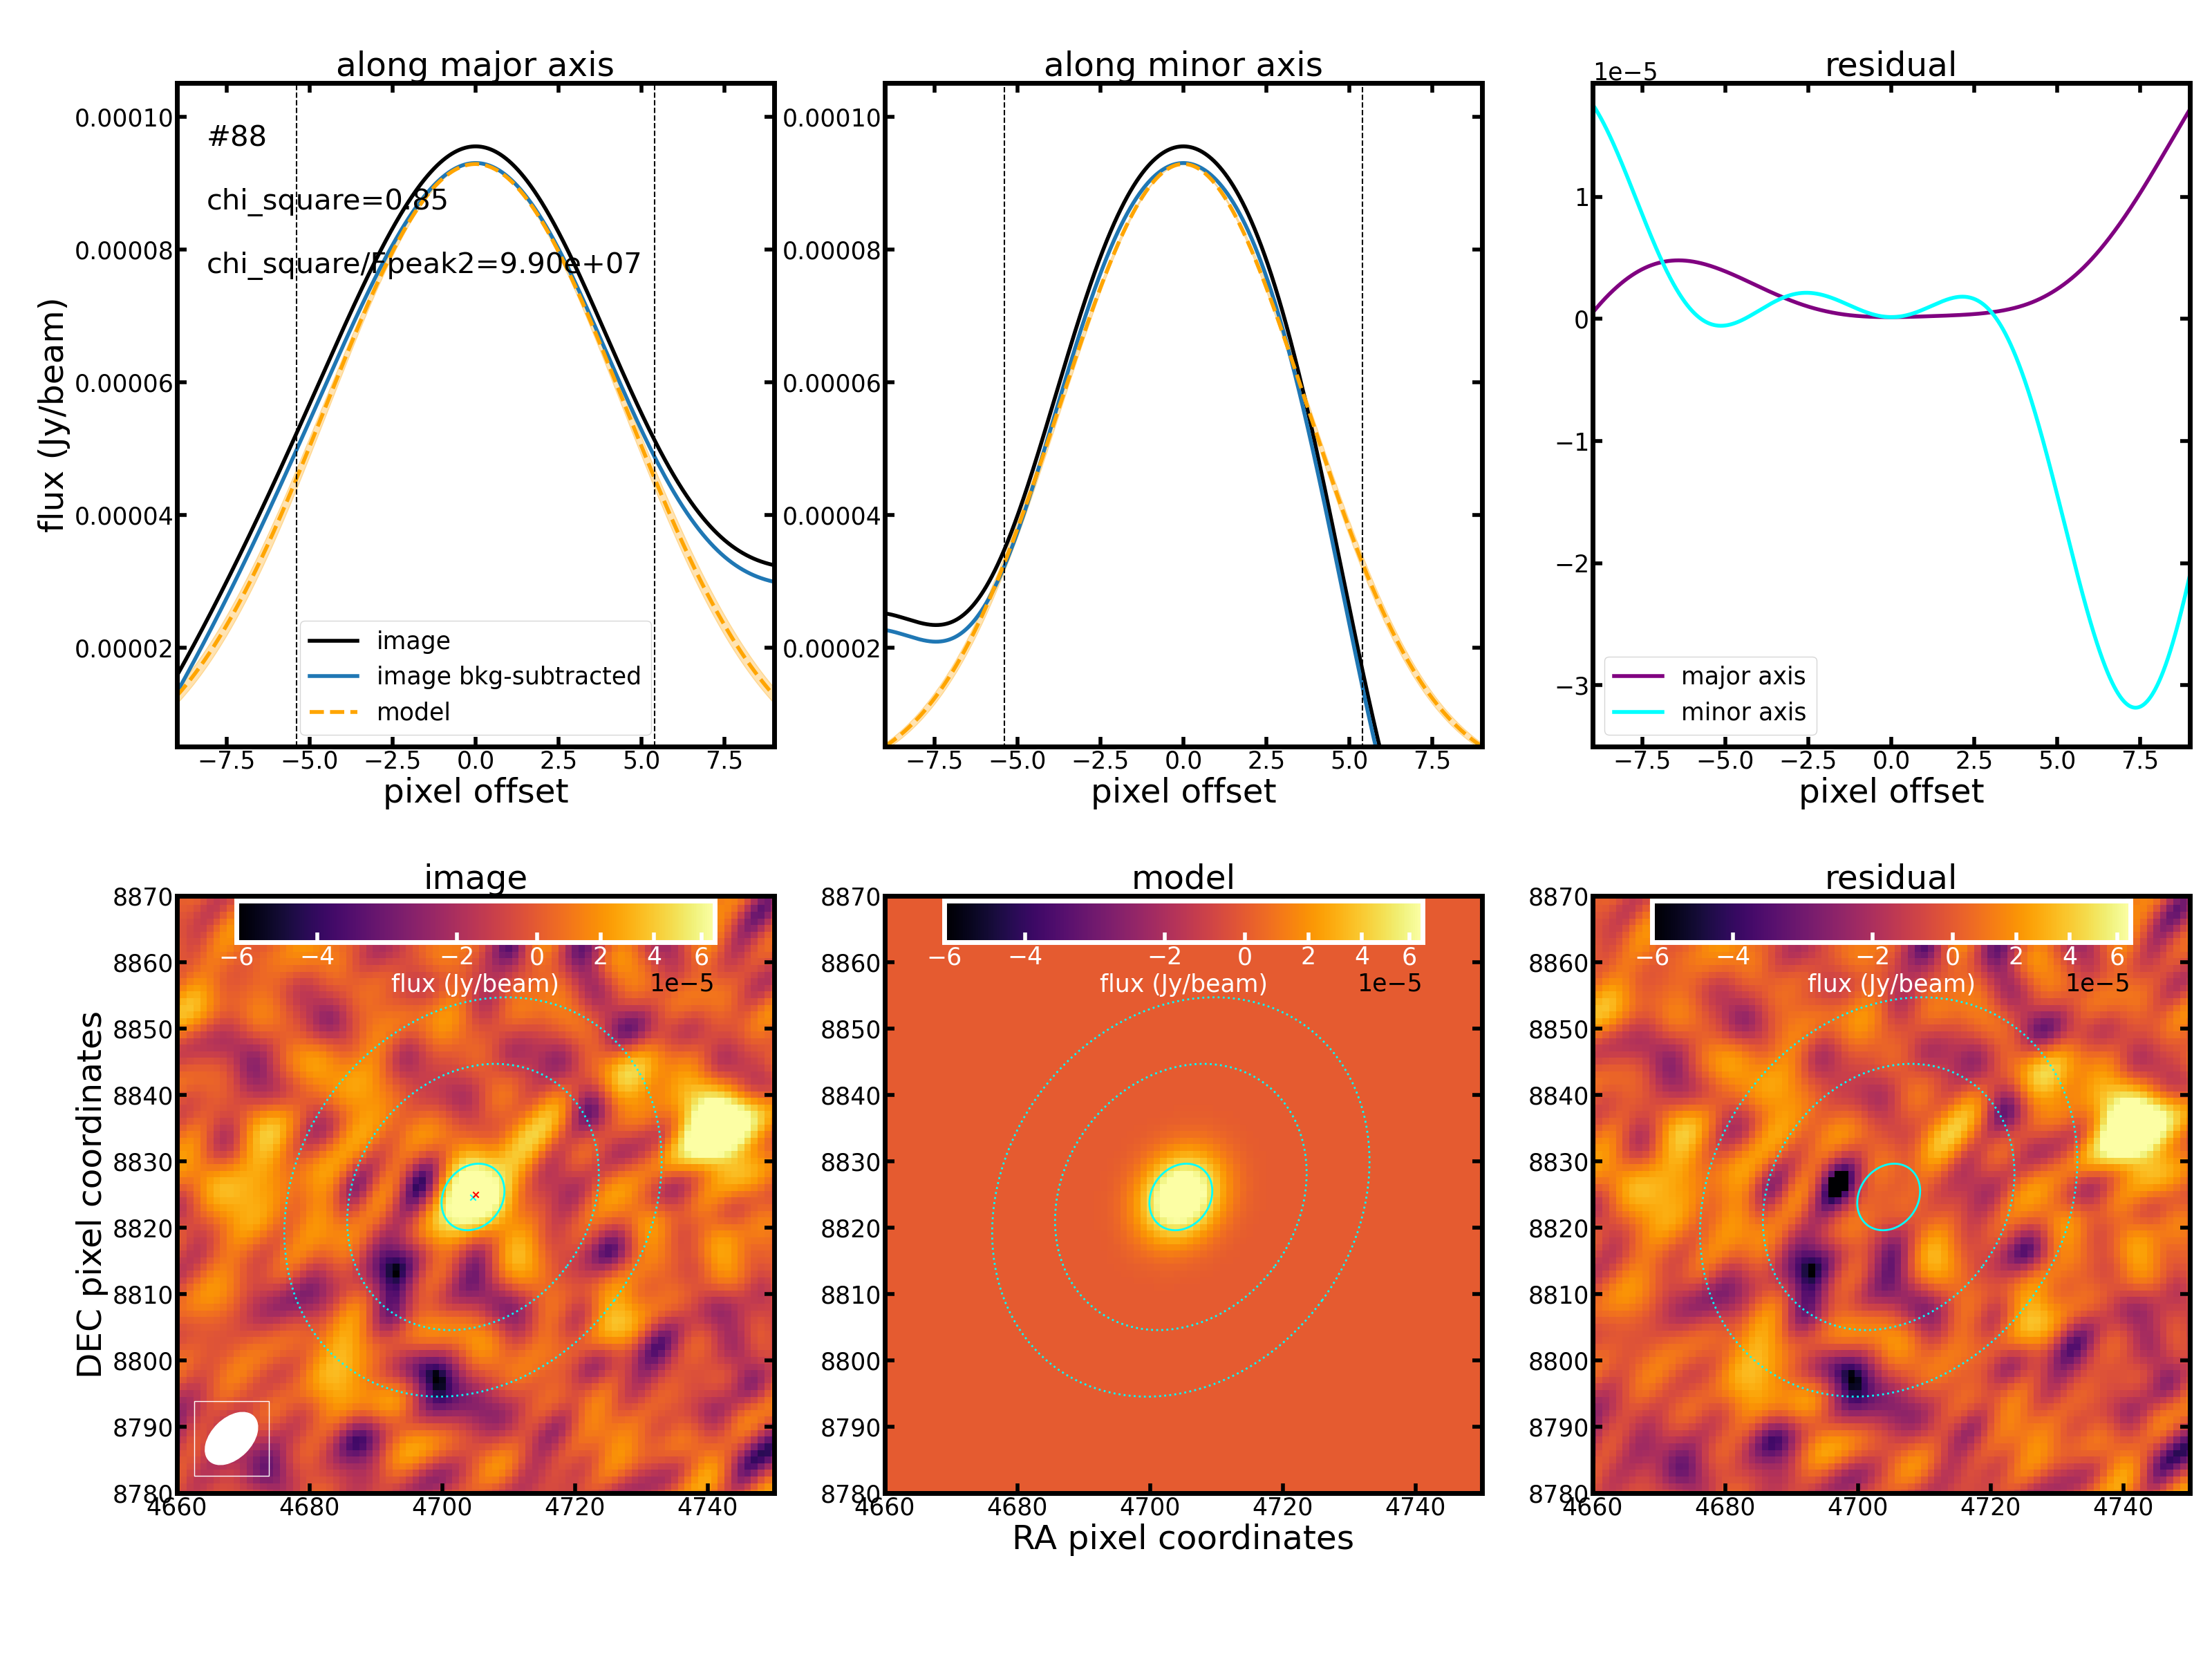 along major axis
along minor axis
residual
1e−5
#88
chi_square=0.85
chi_square/Fpeak2=9.90e+07
0.00010
0.00008
0.00006
0.00004
0.00002
flux (Jy/beam)
image
image bkg-subtracted
model
−7.5 −5.0 −2.5 0.0 2.5 5.0 7.5
pixel offset
0.00010
0.00008
0.00006
0.00004
0.00002
−7.5 −5.0 −2.5 0.0 2.5 5.0 7.5
pixel offset
1
0
−1
−2
−3
major axis
minor axis
−7.5 −5.0 −2.5 0.0 2.5 5.0 7.5
pixel offset
image
−6 −4 −2 0 2 4 6
flux (Jy/beam)
1e−5
8870
8860
8850
8840
8830
8820
8810
8800
8790
8780
DEC pixel coordinates
4660 4680 4700 4720 4740
model
−6 −4 −2 0 2 4 6
flux (Jy/beam)
1e−5
8870
8860
8850
8840
8830
8820
8810
8800
8790
8780
4660 4680 4700 4720 4740
RA pixel coordinates
residual
−6 −4 −2 0 2 4 6
flux (Jy/beam)
1e−5
8870
8860
8850
8840
8830
8820
8810
8800
8790
8780
4660 4680 4700 4720 4740